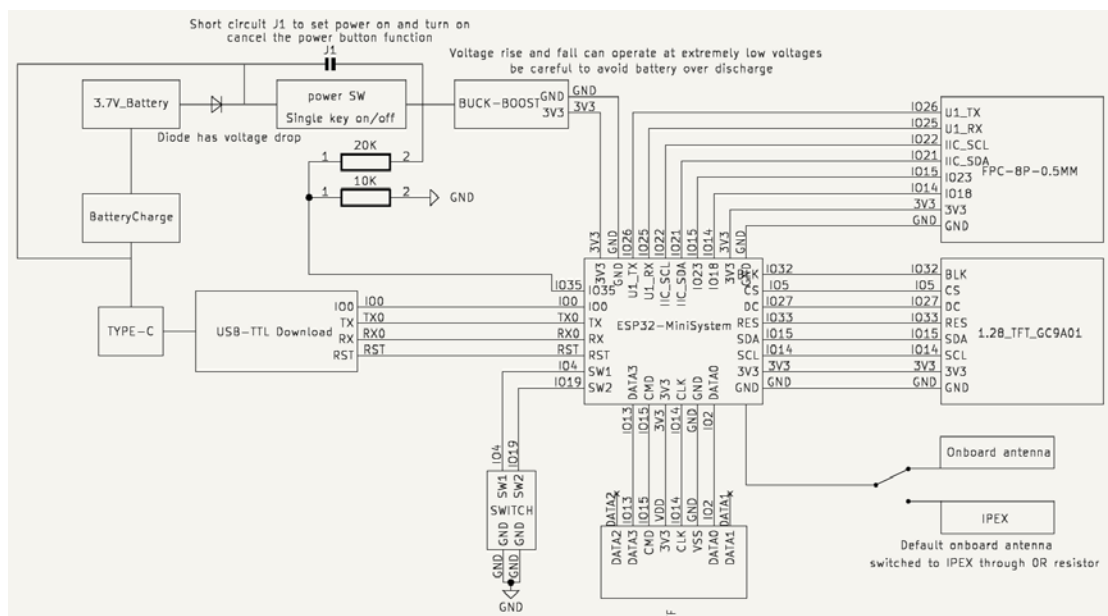 Short circuit J1 to set power on and turn on
cancel the power button function
J1
Voltage rise and fall can operate at extremely low voltages
be careful to avoid battery over discharge
3.7V_Battery
power SW
Single key on/off
BUCK-BOOST
GND
3V3
GND
3V3
Diode has voltage drop
20K
1
2
10K
1
2
GND
BatteryCharge
TYPE-C
USB-TTL Download
IO0
TX
RX
RST
IO0
TX0
RX0
RST
IO35
IO0
TX0
RX0
RST
IO4
IO19
3V3
GND
IO26
IO25
IO22
IO21
IO15
IO14
3V3
GND
3V3
GND
U1_TX
U1_RX
IIC_SCL
IIC_SDA
IO23
IO18
3V3
GND
IO35
IO0
TX
RX
RST
SW1
SW2
ESP32-MiniSystem
BLK
CS
DC
RES
SDA
SCL
3V3
GND
DATA3
CMD
3V3
CLK
GND
DATA0
IO26
IO25
IO22
IO21
IO15
IO14
3V3
GND
U1_TX
U1_RX
IIC_SCL
IIC_SDA
IO23
IO18
3V3
GND
FPC-8P-0.5MM
IO32
IO5
IO27
IO33
IO15
IO14
3V3
GND
IO32
IO5
IO27
IO33
IO15
IO14
3V3
GND
BLK
CS
DC
RES
SDA
SCL
3V3
GND
1.28_TFT_GC9A01
IO13
IO15
3V3
IO14
GND
IO2
IO4
IO19
SW1
SW2
SWITCH
GND
GND
GND
GND
GND
DATA2
IO13
IO15
VDD
IO14
GND
IO2
DATA1
DATA2
DATA3
CMD
3V3
CLK
VSS
DATA0
DATA1
Onboard antenna
IPEX
Default onboard antenna
switched to IPEX through 0R resistor